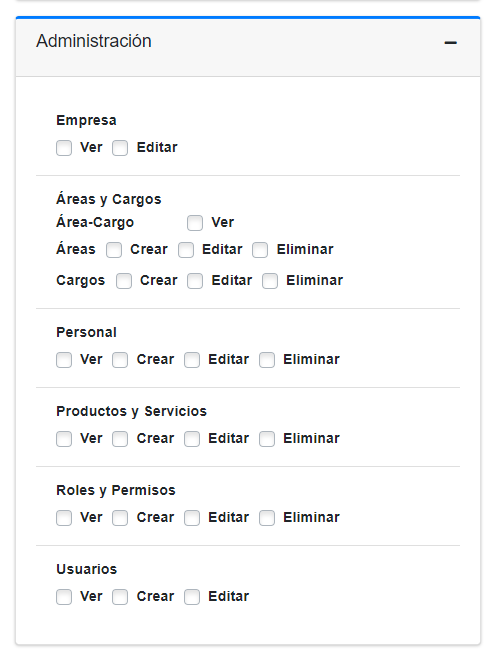 Administración
Empresa
Ver Editar
Áreas y Cargos
Área-Cargo Ver
Áreas Crear Editar Eliminar
Cargos Crear Editar Eliminar
Personal
Ver Crear Editar Eliminar
Productos y Servicios
Ver Crear Editar Eliminar
Roles y Permisos
Ver Crear Editar Eliminar
Usuarios
Ver Crear Editar